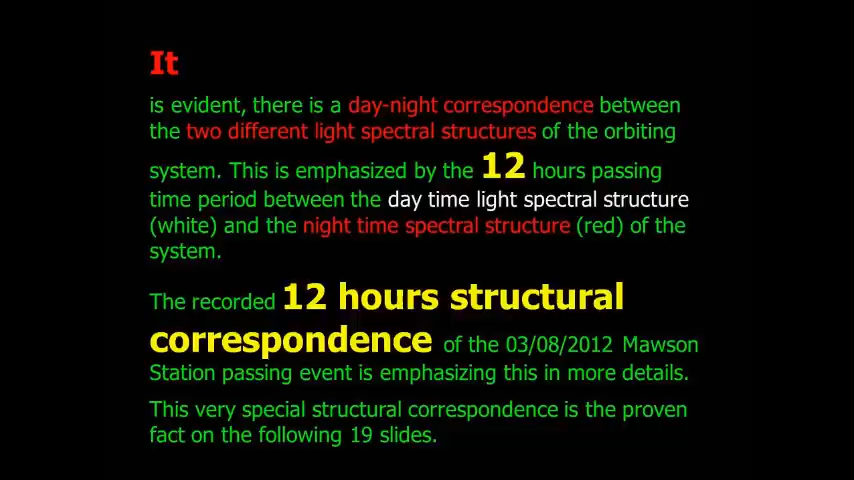 It
is evident, there is a day-night correspondence between
the two different light spectral structures of the orbiting
system. This is emphasized by the 12 hours passing
time period between the day time light spectral structure
(white) and the night time spectral structure (red) of the
system.
The recorded 12 hours structural
correspondence of the 03/08/2012 Mawson
Station passing event is emphasizing this in more details.
This very special structural correspondence is the proven
fact on the following 19 slides.